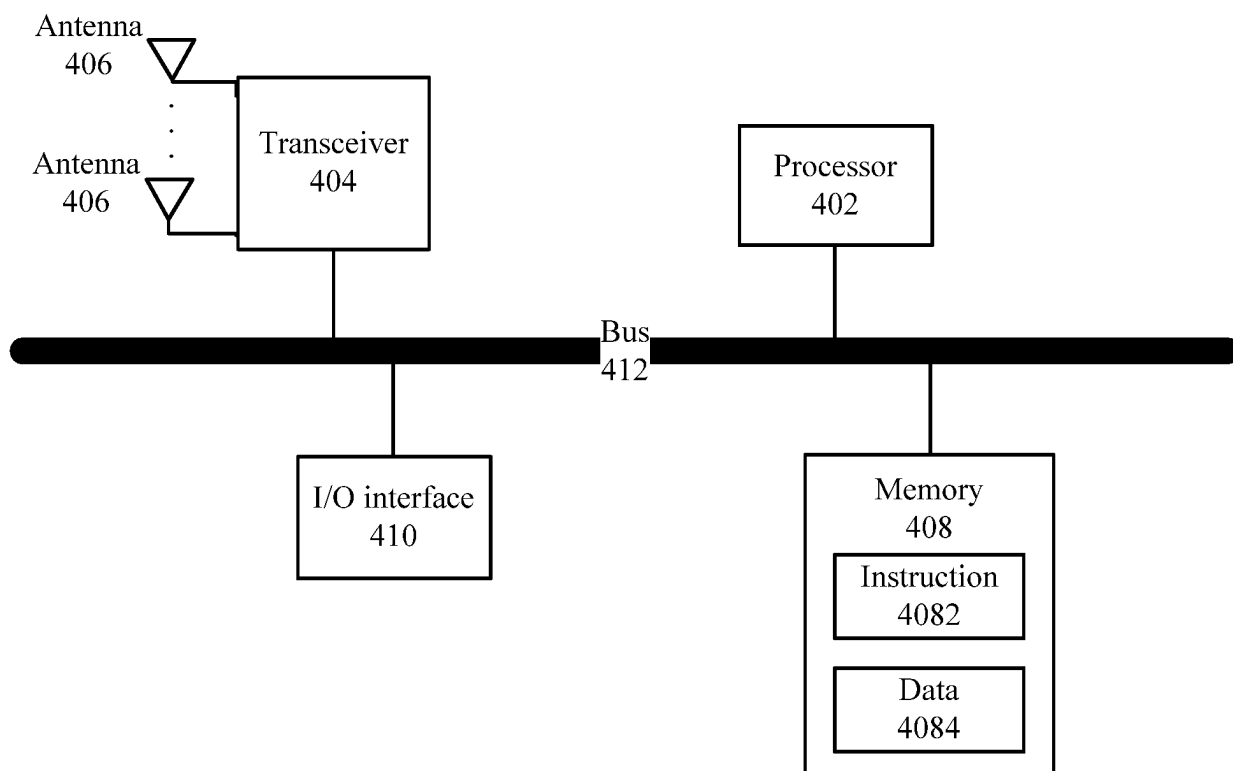 Antenna
406
Antenna
406
Transceiver
404
Processor
402
Bus
412
I/O interface
410
Memory
408
Instruction
4082
Data
4084